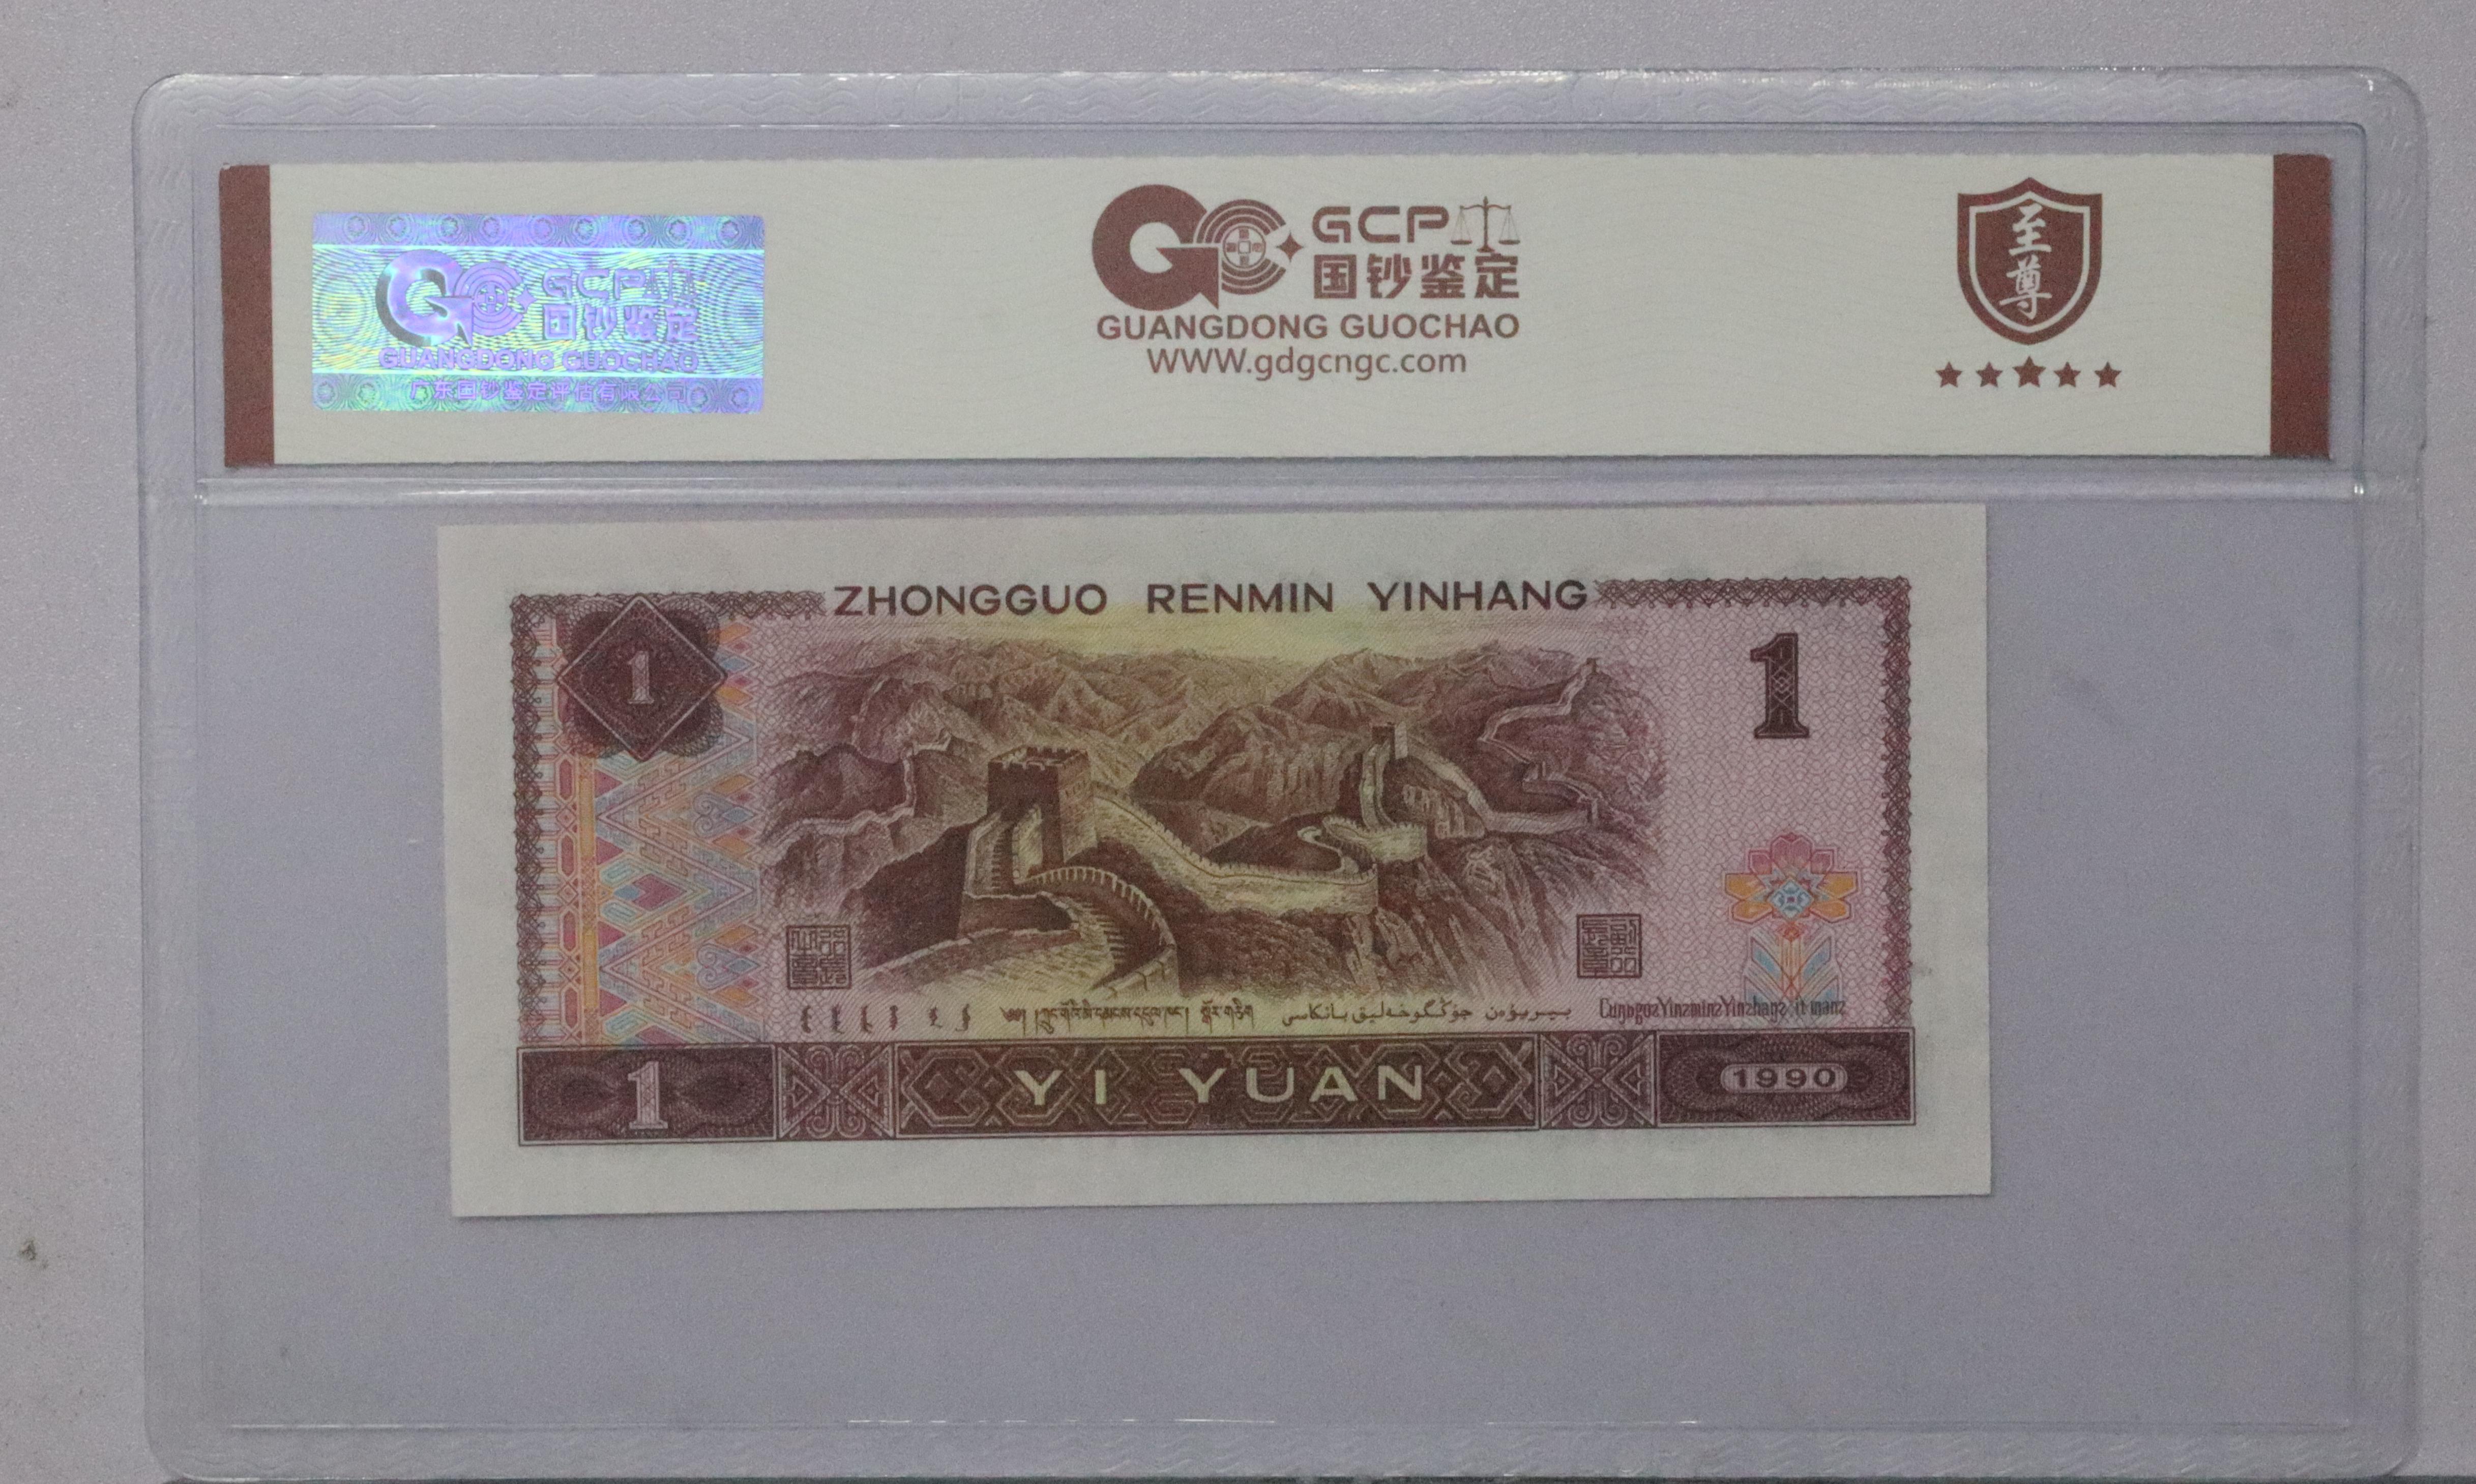 GCP
国钞鉴定
GUANGDONG GUOCHAO
广东国钞鉴定评估有限公司
GCP
国钞鉴定
GUANGDONG GUOCHAO
WWW.gdgcngc.com
至尊
ZHONGGUO RENMIN YINHANG
1
1
1
YI YUAN
1990